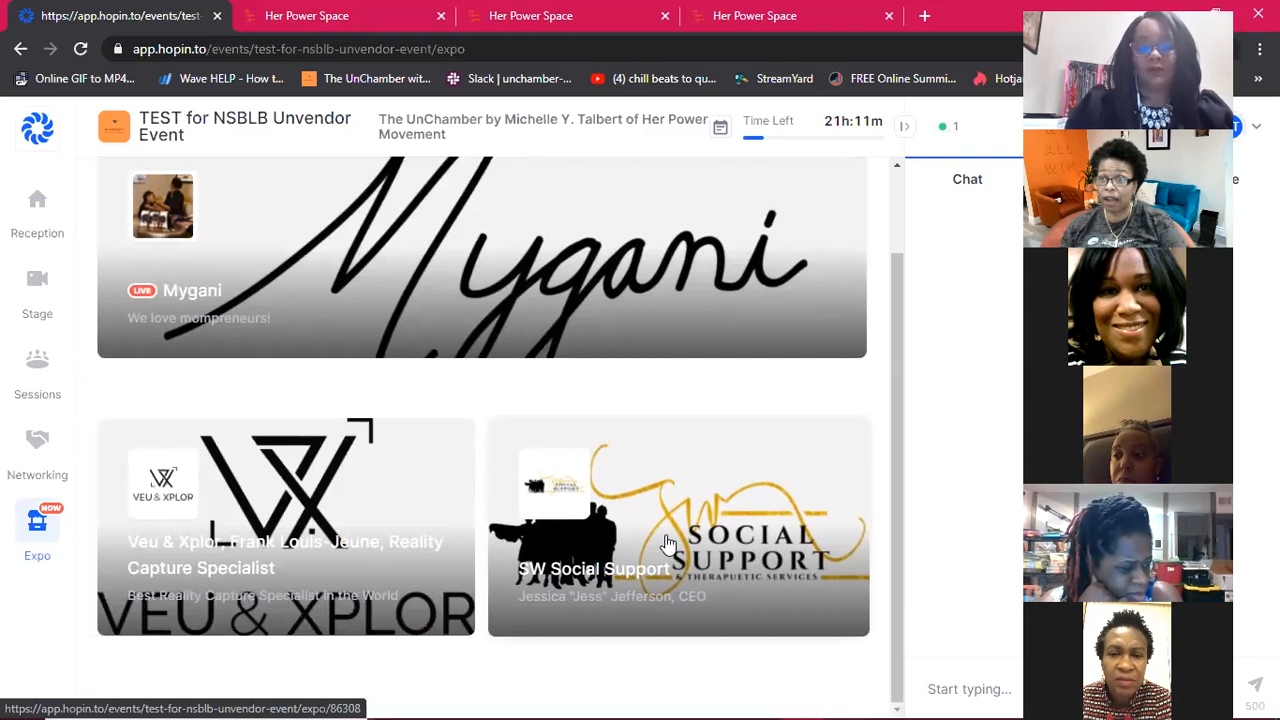 https://app.hopin.to/events/test-
Her Power Space
Her Power Space
Her Power Space
app.hopin.to/events/test-for-nsblb-unvendor-event/expo
Online GIF to MP4...
Wave HELP - How t...
The UnChamber wit...
Slack | unchamber-...
(4) chill beats to qu...
StreamYard
FREE Online Summi...
Hotj
TEST for NSBLB Unvendor
Event
The UnChamber by Michelle Y. Talbert of Her Power
Movement
Time Left
21h:11m
1
T
Reception
Stage
Sessions
Networking
NOW
Expo
Chat
Mygani
LIVE Mygani
We love mompreneurs!
VEU & XPLOR
Veu & Xplor, Frank Louis-Jeune, Reality
Capture Specialist
Best Reality Capture Specialist in the World
VEU & XPLOR
SOCIAL
SUPPORT
SW
SOCIAL
SUPPORT
& THERAPUETIC SERVICES
SW Social Support
Jessica "Jess" Jefferson, CEO
Start typing...
500
https://app.hopin.to/events/test-for-nsblb-unvendor-event/expo/86308